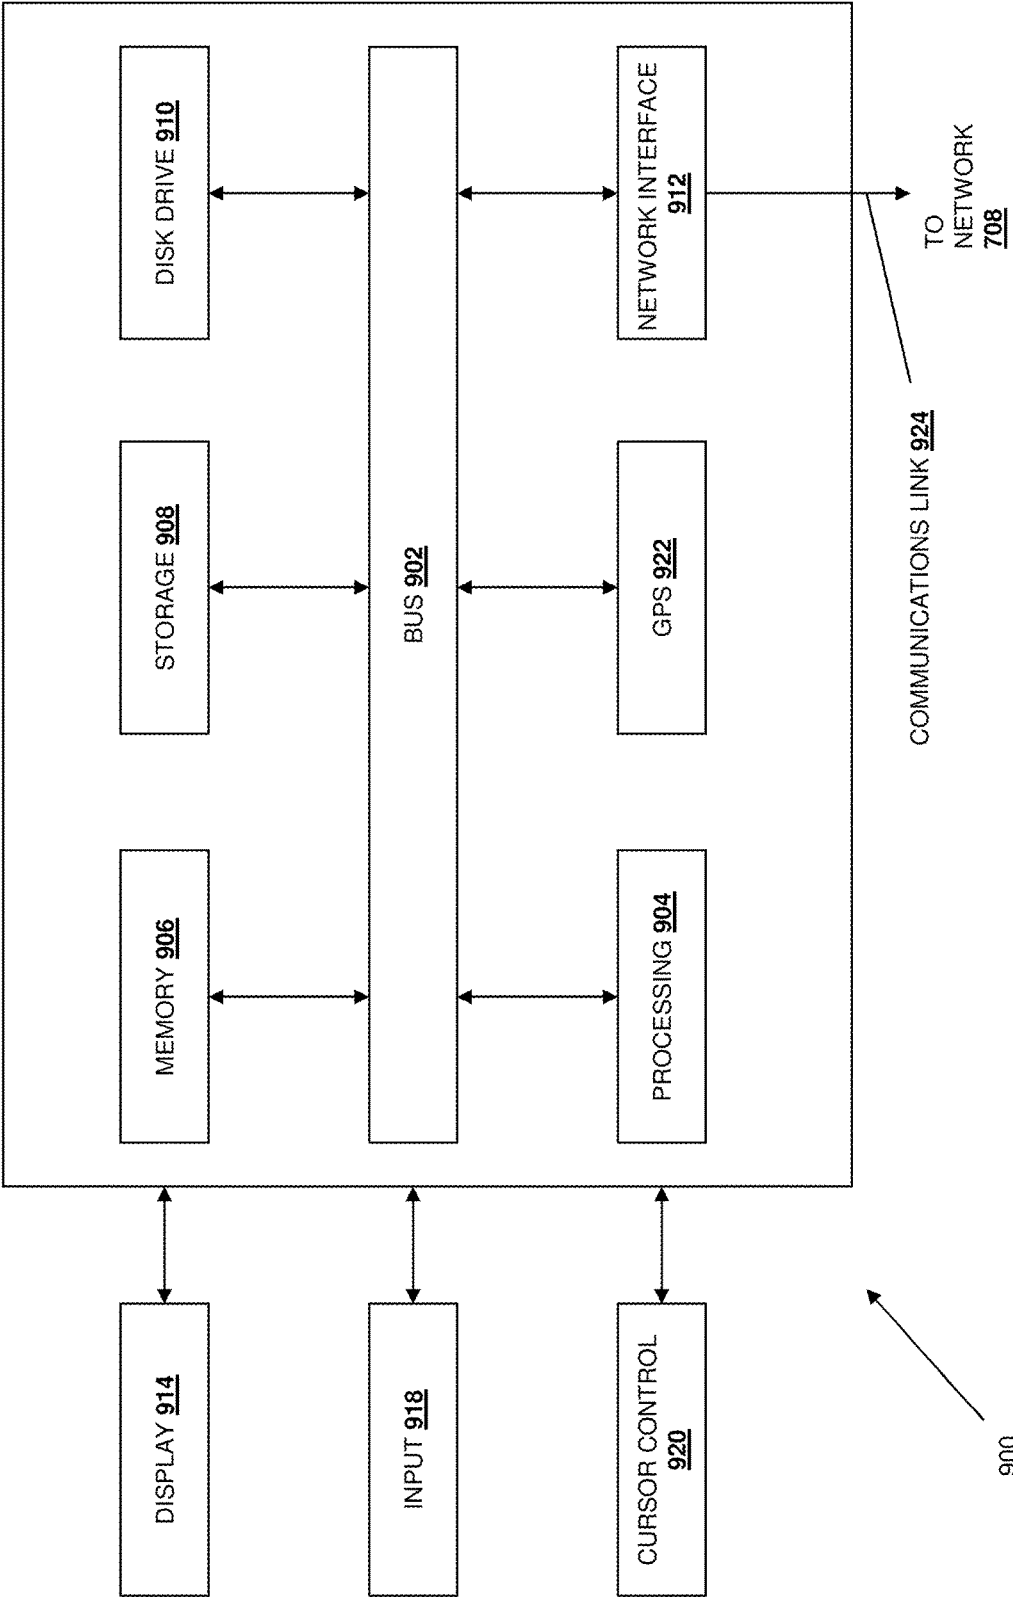 DISPLAY 914
MEMORY 906
STORAGE 908
DISK DRIVE 910
INPUT 918
BUS 902
CURSOR CONTROL
920
PROCESSING 904
GPS 922
NETWORK INTERFACE
912
COMMUNICATIONS LINK 924
TO
NETWORK
708
900